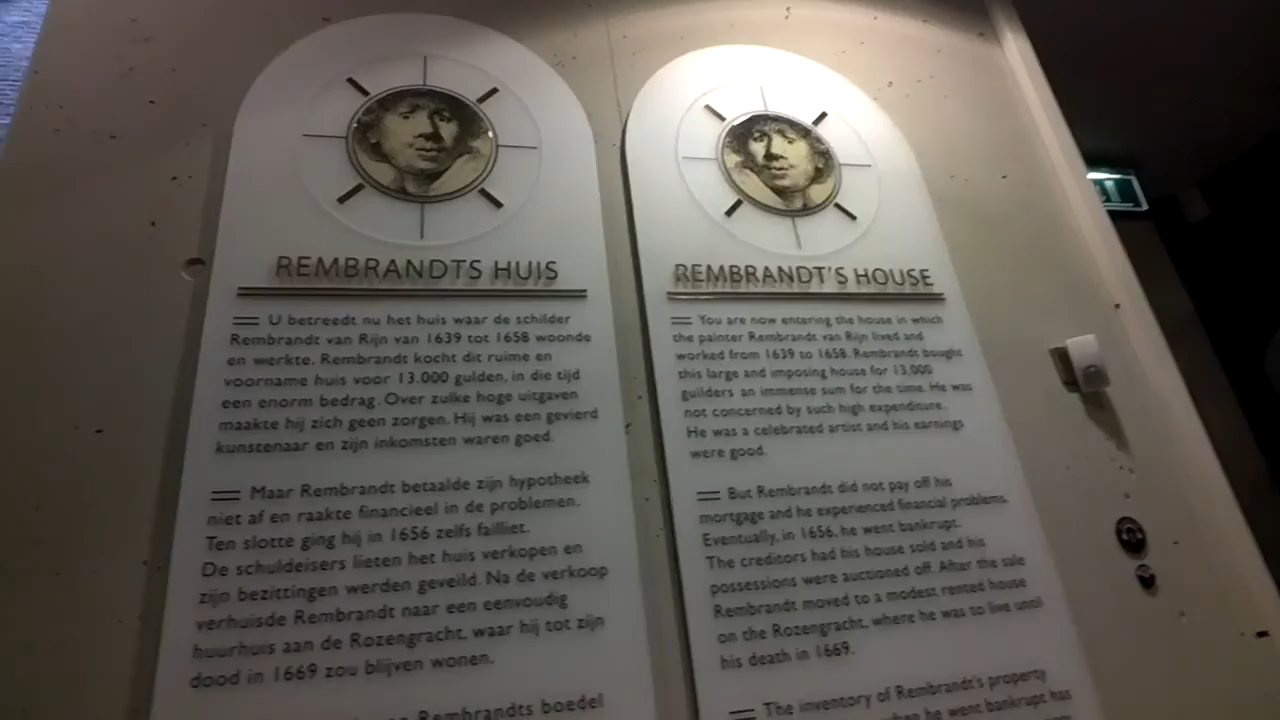 REMBRANDTS HUIS
U betreedt nu het huis waar de schilder
Rembrandt van Rijn van 1639 tot 1658 woonde
en werkte. Rembrandt kocht dit ruime en
voorname huis voor 13.000 gulden, in die tijd
een enorm bedrag. Over zulke hoge uitgaven
maakte hij zich geen zorgen. Hij was een gevierd
kunstenaar en zijn inkomsten waren goed.
Maar Rembrandt betaalde zijn hypotheek
niet af en raakte financieel in de problemen.
Ten slotte ging hij in 1656 zelfs failliet.
De schuldeisers lieten het huis verkopen en
zijn bezittingen werden geveild. Na de verkoop
verhuisde Rembrandt naar een eenvoudig
huurhuis aan de Rozengracht, waar hij tot zijn
dood in 1669 zou blijven wonen.
Rembrandts boedel
REMBRANDT'S HOUSE
You are now entering the house in which
the painter Rembrandt van Rijn lived and
worked from 1639 to 1658. Rembrandt bought
this large and imposing house for 13,000
guilders an immense sum for the time. He was
not concerned by such high expenditure.
He was a celebrated artist and his earnings
were good.
But Rembrandt did not pay off his
mortgage and he experienced financial problems.
Eventually, in 1656, he went bankrupt.
The creditors had his house sold and his
possessions were auctioned off. After the sale
Rembrandt moved to a modest rented house
on the Rozengracht, where he was to live until
his death in 1669.
The inventory of Rembrandt's property
when he went bankrupt has